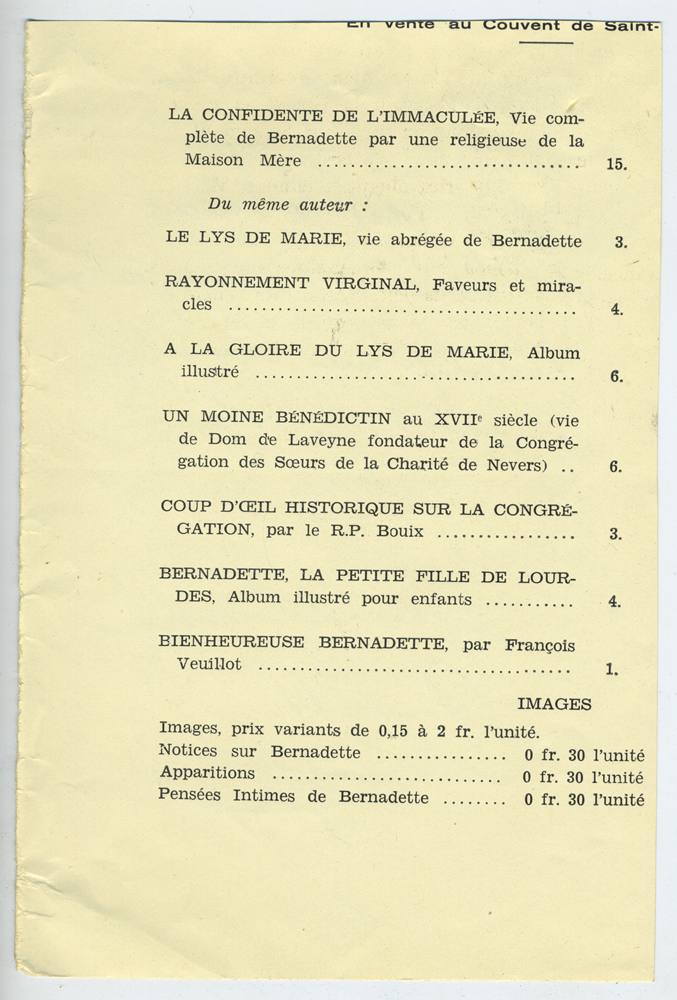 En vente au Couvent de Saint-
LA CONFIDENTE DE L'IMMACULÉE, Vie com-
plète de Bernadette par une religieuse de la
Maison Mère ................................ 15.
Du même auteur :
LE LYS DE MARIE, vie abrégée de Bernadette 3.
RAYONNEMENT VIRGINAL, Faveurs et mira-
cles .......................................... 4.
A LA GLOIRE DU LYS DE MARIE, Album
illustré ....................................... 6.
UN MOINE BÉNÉDICTIN au XVIIe siècle (vie
de Dom de Laveyne fondateur de la Congré-
gation des Sœurs de la Charité de Nevers) .. 6.
COUP D'ŒIL HISTORIQUE SUR LA CONGRÉ-
GATION, par le R.P. Bouix ................. 3.
BERNADETTE, LA PETITE FILLE DE LOUR-
DES, Album illustré pour enfants ........... 4.
BIENHEUREUSE BERNADETTE, par François
Veuillot ...................................... 1.
IMAGES
Images, prix variants de 0,15 à 2 fr. l'unité.
Notices sur Bernadette ................ 0 fr. 30 l'unité
Apparitions ............................ 0 fr. 30 l'unité
Pensées Intimes de Bernadette ........ 0 fr. 30 l'unité